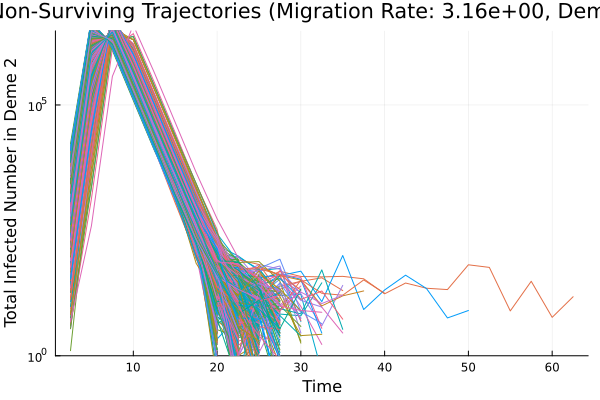 Non-Surviving Trajectories (Migration Rate: 3.16e+00, Dem
Total Infected Number in Deme 2
10^5
10^0
10 20 30 40 50 60
Time